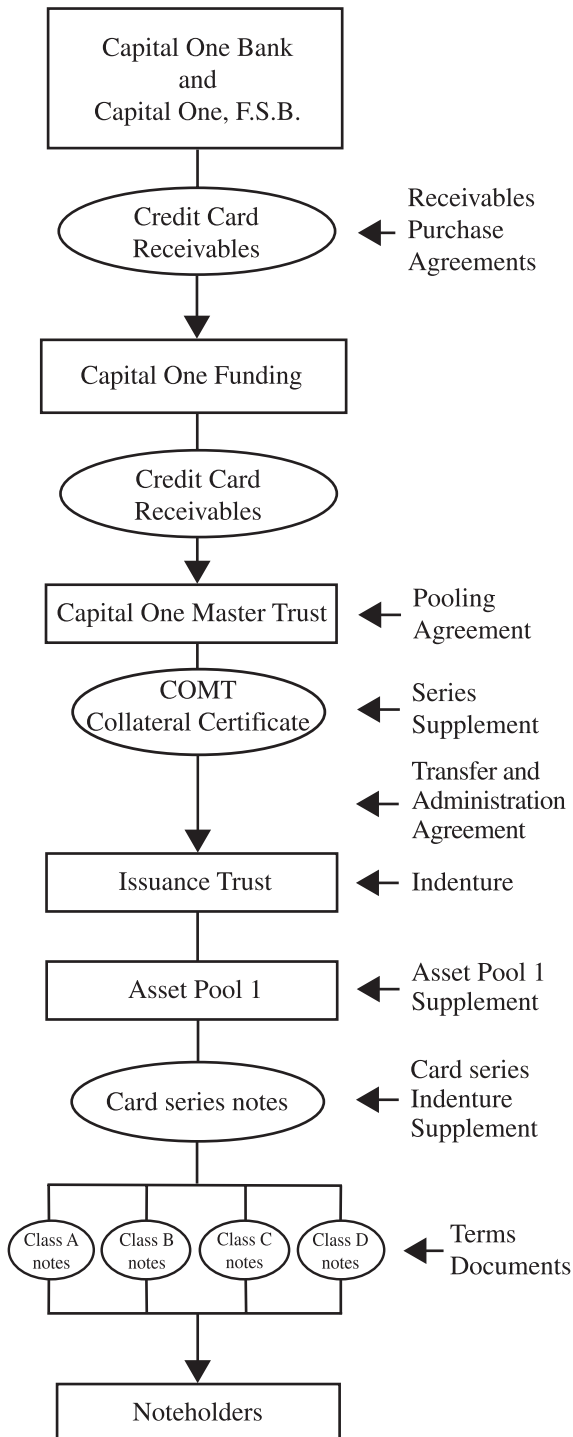 Capital One Bank
and
Capital One, F.S.B.
Credit Card
Receivables
Receivables
Purchase
Agreements
Capital One Funding
Credit Card
Receivables
Capital One Master Trust
Pooling
Agreement
COMT
Collateral Certificate
Series
Supplement
Transfer and
Administration
Agreement
Issuance Trust
Indenture
Asset Pool 1
Asset Pool 1
Supplement
Card series notes
Card series
Indenture
Supplement
Class A
notes
Class B
notes
Class C
notes
Class D
notes
Terms
Documents
Noteholders